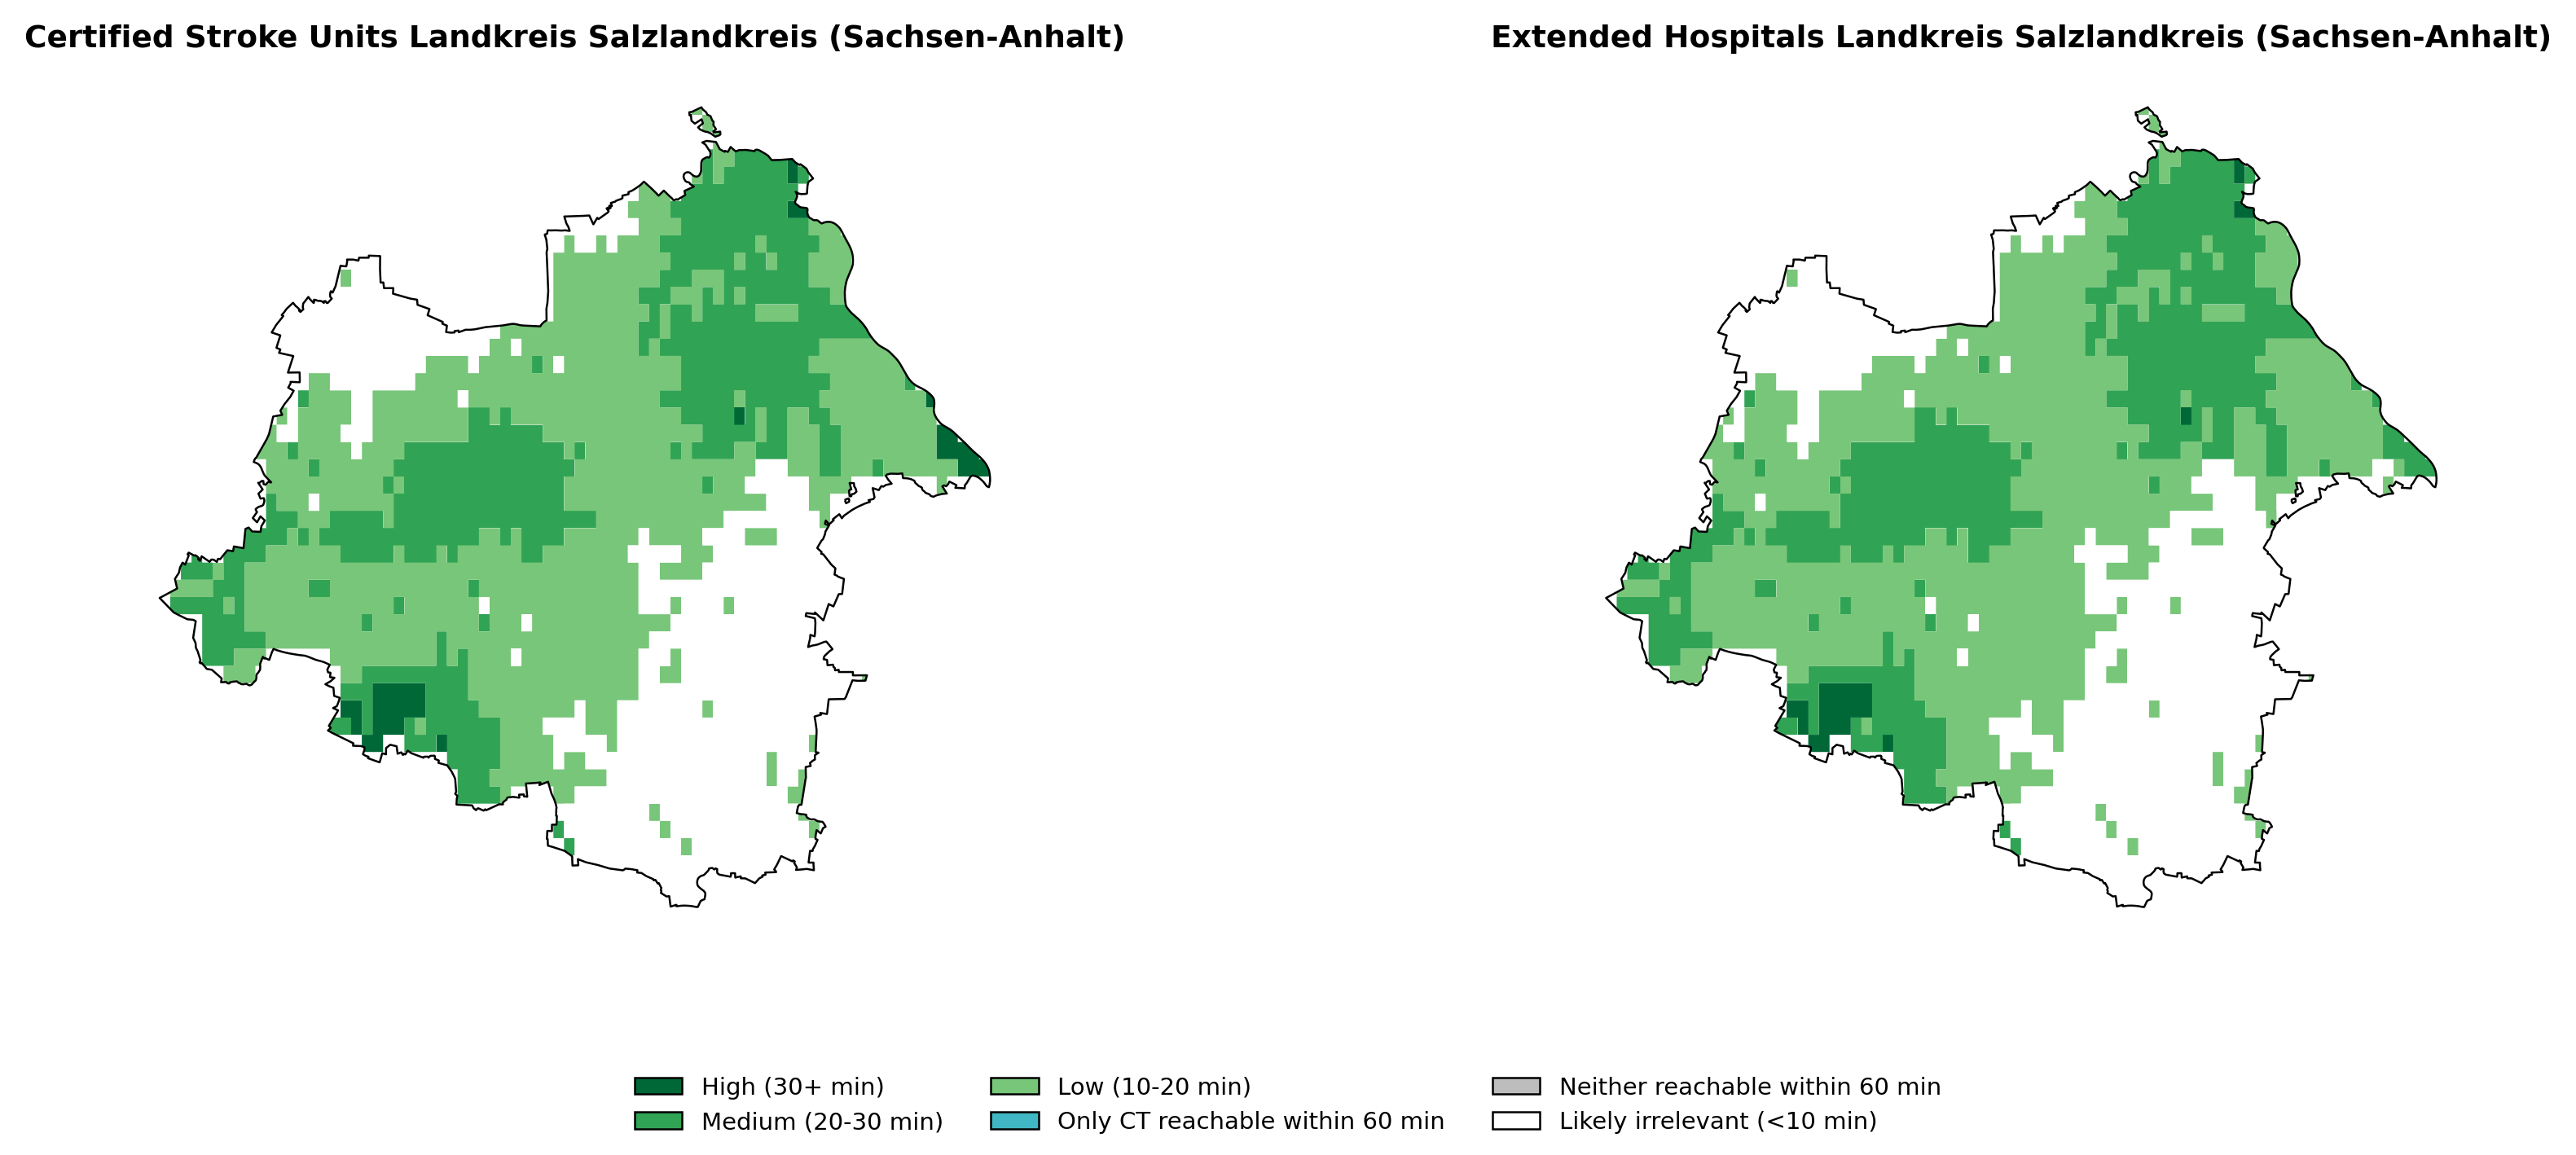 Certified Stroke Units Landkreis Salzlandkreis (Sachsen-Anhalt)
Extended Hospitals Landkreis Salzlandkreis (Sachsen-Anhalt)
High (30+ min)
Medium (20-30 min)
Low (10-20 min)
Only CT reachable within 60 min
Neither reachable within 60 min
Likely irrelevant (<10 min)